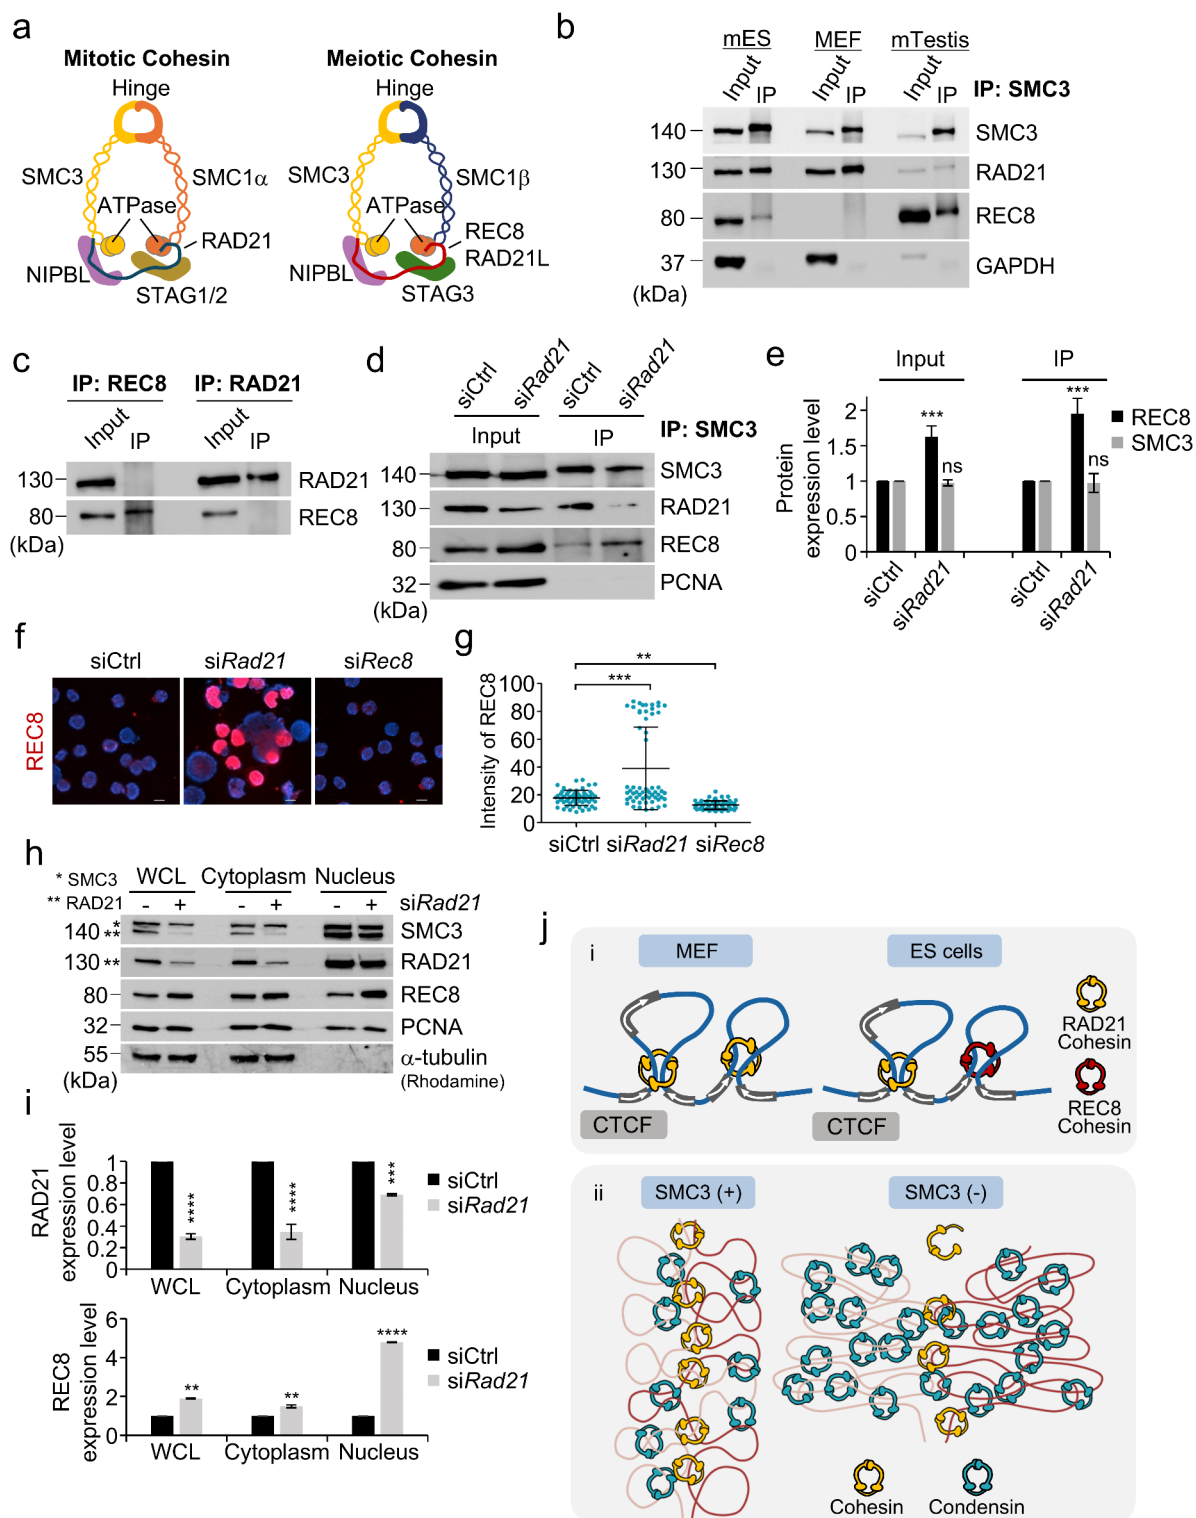 a
Mitotic Cohesin
Hinge
SMC3
SMC1α
ATPase
RAD21
NIPBL
STAG1/2
Meiotic Cohesin
Hinge
SMC3
SMC1β
ATPase
REC8
RAD21L
NIPBL
STAG3
b
mES MEF mTestis
Input IP Input IP Input IP IP: SMC3
140 SMC3
130 RAD21
80 REC8
37 GAPDH
(kDa)
c
IP: REC8 IP: RAD21
Input IP Input IP
130 RAD21
80 REC8
(kDa)
d
siCtrl siRad21 siCtrl siRad21
Input IP IP: SMC3
140 SMC3
130 RAD21
80 REC8
32 PCNA
(kDa)
e
Input IP
Protein
expression level
2
1.5
1
0.5
0
*** ns *** ns
REC8
SMC3
siCtrl siRad21 siCtrl siRad21
f
siCtrl siRad21 siRec8
REC8
g
Intensity of REC8
100
80
60
40
20
0
**
***
siCtrl siRad21 siRec8
h
* SMC3 WCL Cytoplasm Nucleus
** RAD21 - + - + - + siRad21
140 * ** SMC3
130 ** RAD21
80 REC8
32 PCNA
55 α-tubulin
(kDa) (Rhodamine)
i
RAD21
expression level
1
0.8
0.6
0.4
0.2
0
**** **** ***
siCtrl
siRad21
WCL Cytoplasm Nucleus
REC8
expression level
6
4
2
0
** ** ****
siCtrl
siRad21
WCL Cytoplasm Nucleus
j
i MEF ES cells
RAD21
Cohesin
REC8
Cohesin
CTCF CTCF
ii SMC3 (+) SMC3 (-)
Cohesin Condensin